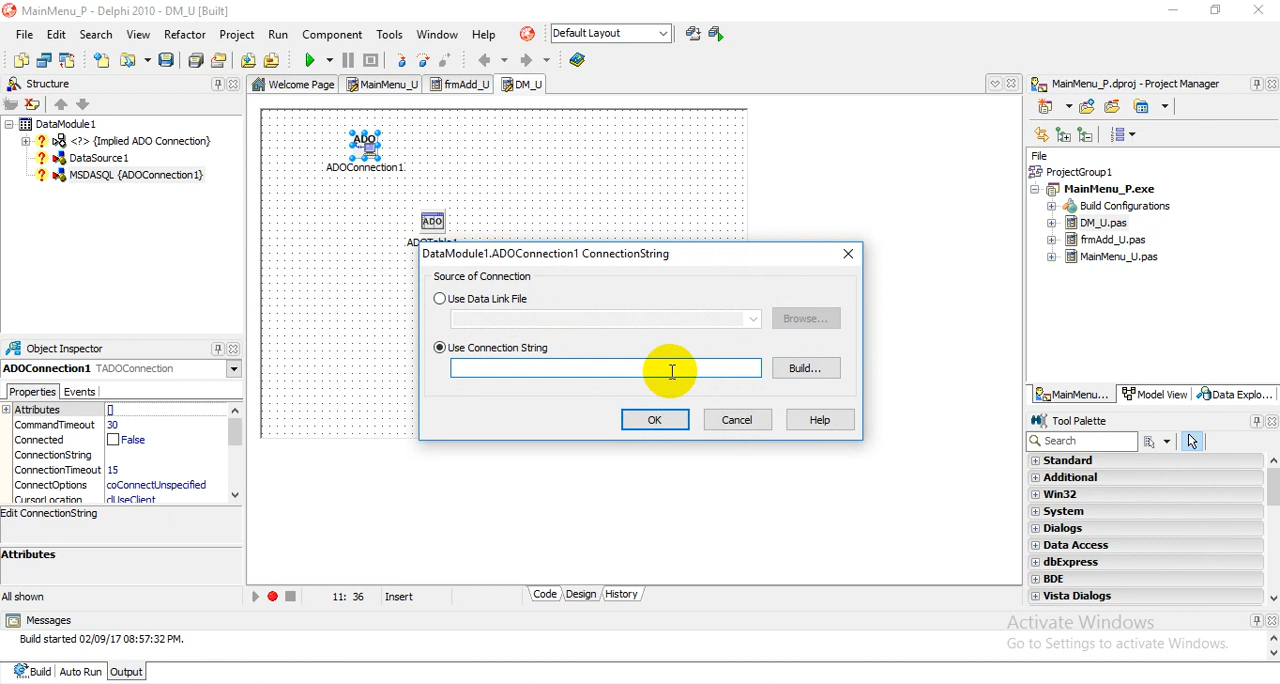 MainMenu_P - Delphi 2010 - DM_U [Built]
File Edit Search View Refactor Project Run Component Tools Window Help Default Layout
Structure
Welcome Page MainMenu_U frmAdd_U DM_U
MainMenu_P.dproj - Project Manager
DataModule1
<?> {Implied ADO Connection}
DataSource1
MSDASQL {ADOConnection1}
ADO
ADOConnection1
ADO
DataModule1.ADOConnection1 ConnectionString
Source of Connection
Use Data Link File
Browse...
Use Connection String
Build...
OK Cancel Help
File
ProjectGroup1
MainMenu_P.exe
Build Configurations
DM_U.pas
frmAdd_U.pas
MainMenu_U.pas
MainMenu... Model View Data Explo...
Object Inspector
ADOConnection1 TADOConnection
Properties Events
Attributes []
CommandTimeout 30
Connected False
ConnectionString
ConnectionTimeout 15
ConnectOptions coConnectUnspecified
CursorLocation clUseClient
Edit ConnectionString
Attributes
All shown
11: 36 Insert
Code Design History
Tool Palette
Search
Standard
Additional
Win32
System
Dialogs
Data Access
dbExpress
BDE
Vista Dialogs
Messages
Build started 02/09/17 08:57:32 PM.
Build Auto Run Output
Activate Windows
Go to Settings to activate Windows.